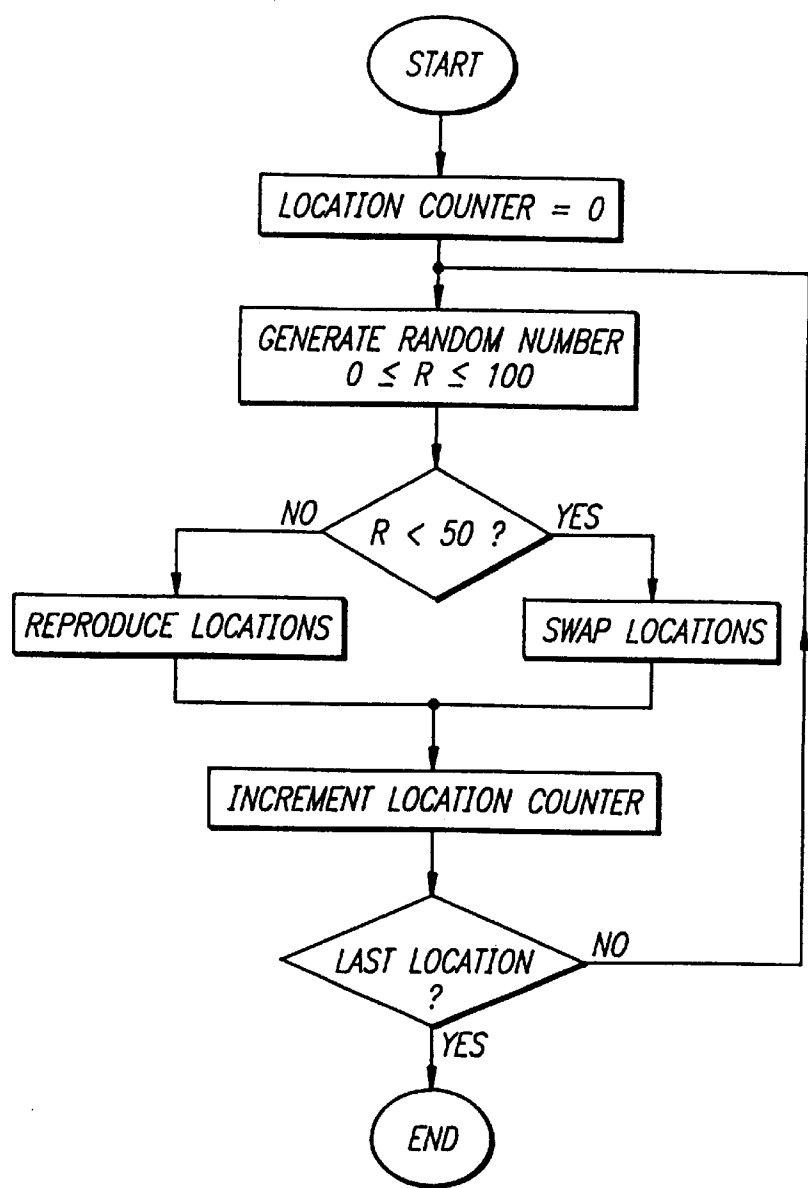 START
LOCATION COUNTER = 0
GENERATE RANDOM NUMBER
0 ≤ R ≤ 100
NO
R < 50 ?
YES
REPRODUCE LOCATIONS
SWAP LOCATIONS
INCREMENT LOCATION COUNTER
LAST LOCATION
?
NO
YES
END